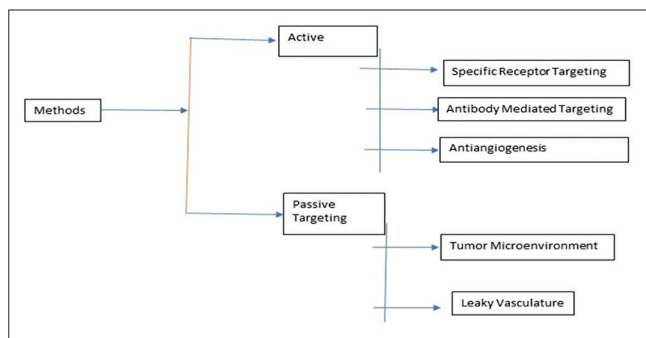 Active
Specific Receptor Targeting
Methods
Antibody Mediated Targeting
Antiangiogenesis
Passive
Targeting
Tumor Microenvironment
Leaky Vasculature